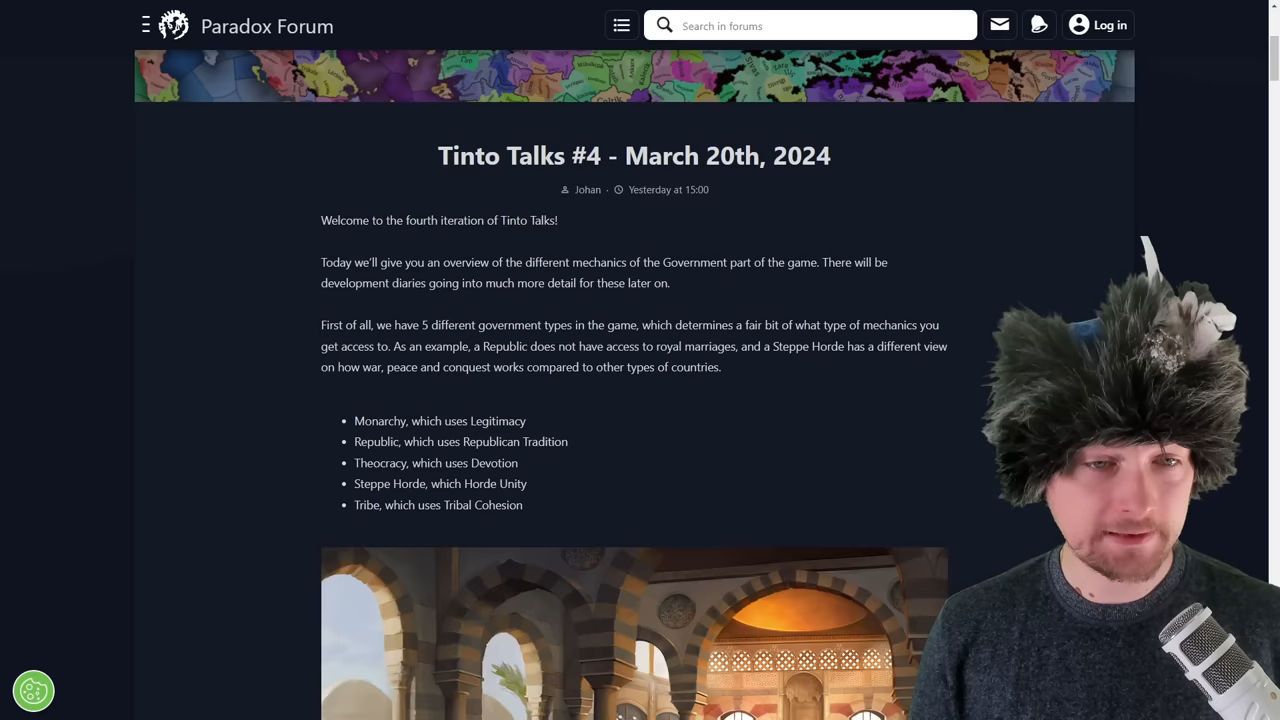 Paradox Forum
Search in forums
Log in
Tinto Talks #4 - March 20th, 2024
Johan · Yesterday at 15:00
Welcome to the fourth iteration of Tinto Talks!
Today we'll give you an overview of the different mechanics of the Government part of the game. There will be
development diaries going into much more detail for these later on.
First of all, we have 5 different government types in the game, which determines a fair bit of what type of mechanics you
get access to. As an example, a Republic does not have access to royal marriages, and a Steppe Horde has a different view
on how war, peace and conquest works compared to other types of countries.
• Monarchy, which uses Legitimacy
• Republic, which uses Republican Tradition
• Theocracy, which uses Devotion
• Steppe Horde, which Horde Unity
• Tribe, which uses Tribal Cohesion